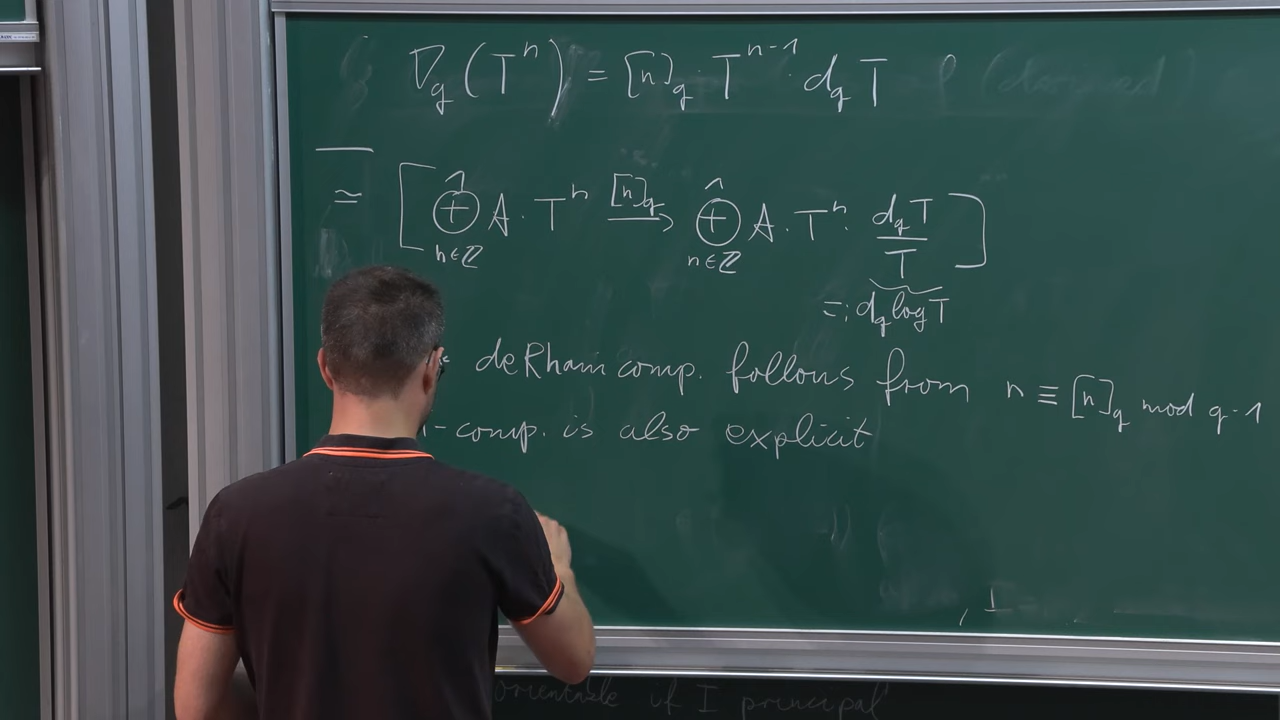 ∇_q(T^n) = [n]_q · T^{n-1} · d_q T
≃ [ ⊕̂_{n∈ℤ} A · T^n →^{[n]_q} ⊕̂_{n∈ℤ} A · T^n · d_q T / T ]
=: d_q log T
deRham comp. follows from n ≡ [n]_q mod q-1
-comp. is also explicit
orientable if I principal"